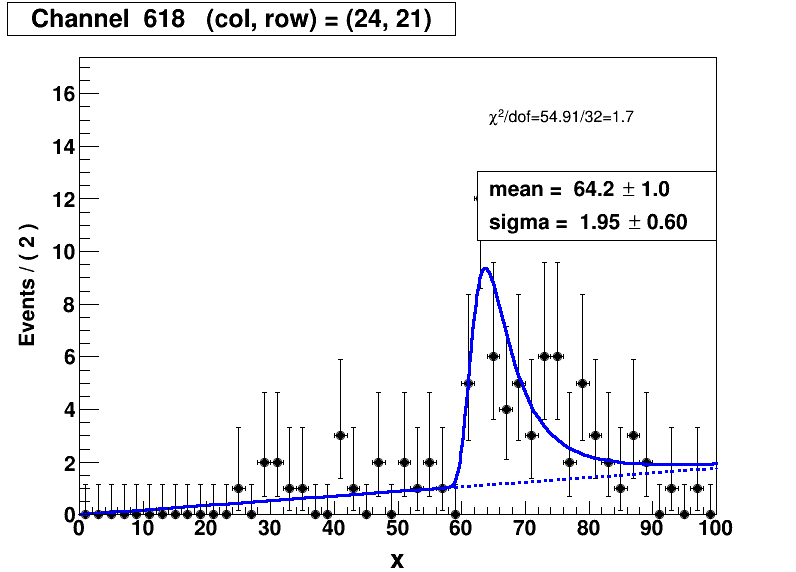 Channel  618   (col, row) = (24, 21)
χ²/dof=54.91/32=1.7
mean =  64.2 ± 1.0
sigma =  1.95 ± 0.60
Events / ( 2 )
16
14
12
10
8
6
4
2
0
0 10 20 30 40 50 60 70 80 90 100
x